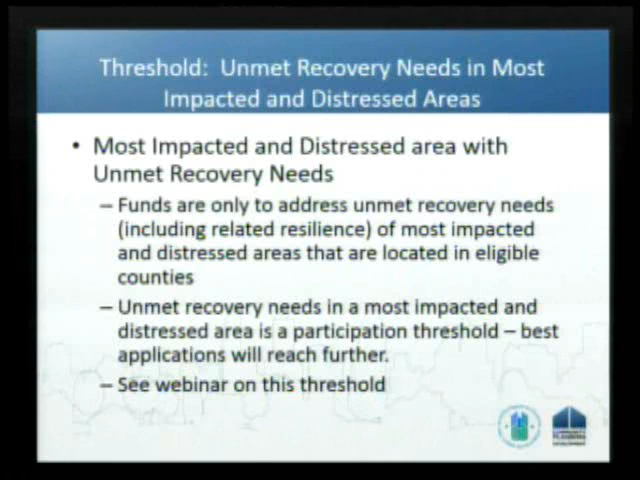 Threshold: Unmet Recovery Needs in Most
Impacted and Distressed Areas
• Most Impacted and Distressed area with
Unmet Recovery Needs
– Funds are only to address unmet recovery needs
(including related resilience) of most impacted
and distressed areas that are located in eligible
counties
– Unmet recovery needs in a most impacted and
distressed area is a participation threshold – best
applications will reach further.
– See webinar on this threshold